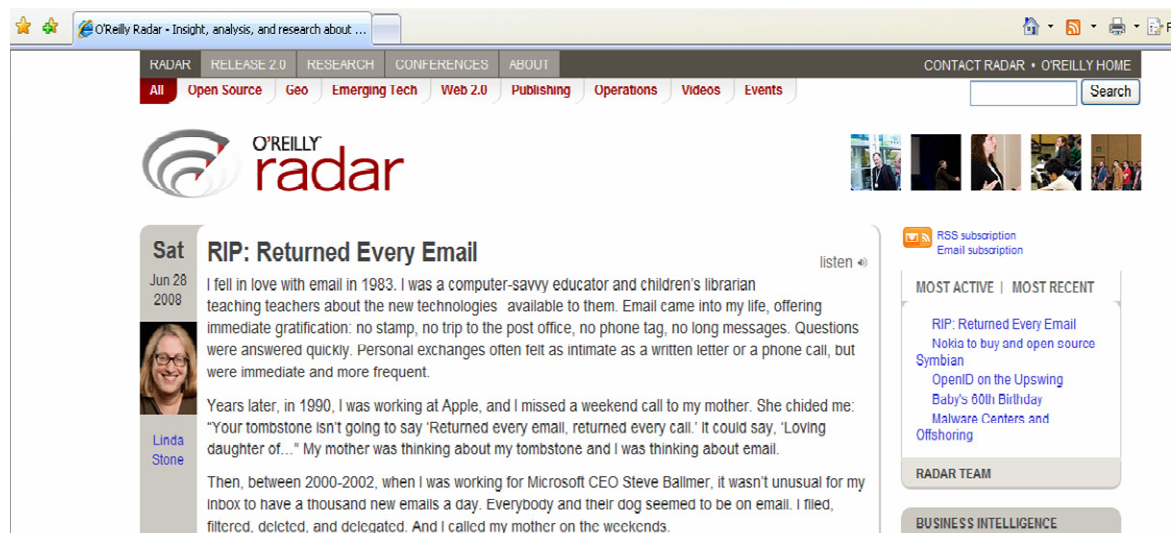 O'Reilly Radar - Insight, analysis, and research about ...
RADAR RELEASE 2.0 RESEARCH CONFERENCES ABOUT CONTACT RADAR • O'REILLY HOME
All Open Source Geo Emerging Tech Web 2.0 Publishing Operations Videos Events Search
O'REILLY
radar
Sat
Jun 28
2008
Linda
Stone
RIP: Returned Every Email
listen
I fell in love with email in 1983. I was a computer-savvy educator and children's librarian
teaching teachers about the new technologies available to them. Email came into my life, offering
immediate gratification: no stamp, no trip to the post office, no phone tag, no long messages. Questions
were answered quickly. Personal exchanges often felt as intimate as a written letter or a phone call, but
were immediate and more frequent.
Years later, in 1990, I was working at Apple, and I missed a weekend call to my mother. She chided me:
"Your tombstone isn't going to say 'Returned every email, returned every call.' It could say, 'Loving
daughter of..." My mother was thinking about my tombstone and I was thinking about email.
Then, between 2000-2002, when I was working for Microsoft CEO Steve Ballmer, it wasn't unusual for my
inbox to have a thousand new emails a day. Everybody and their dog seemed to be on email. I filed,
filtered, deleted, and delegated. And I called my mother on the weekends.
RSS subscription
Email subscription
MOST ACTIVE | MOST RECENT
RIP: Returned Every Email
Nokia to buy and open source
Symbian
OpenID on the Upswing
Baby's 60th Birthday
Malware Centers and
Offshoring
RADAR TEAM
BUSINESS INTELLIGENCE